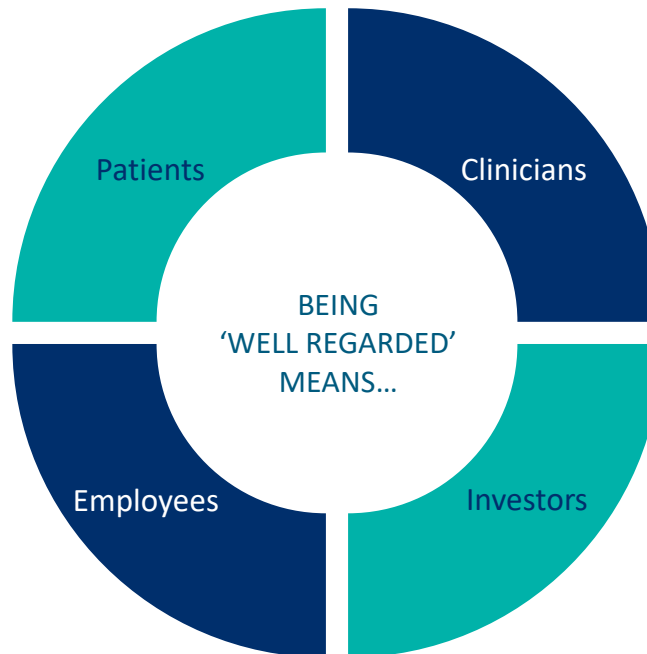 Patients
Clinicians
BEING
‘WELL REGARDED’
MEANS…
Employees
Investors